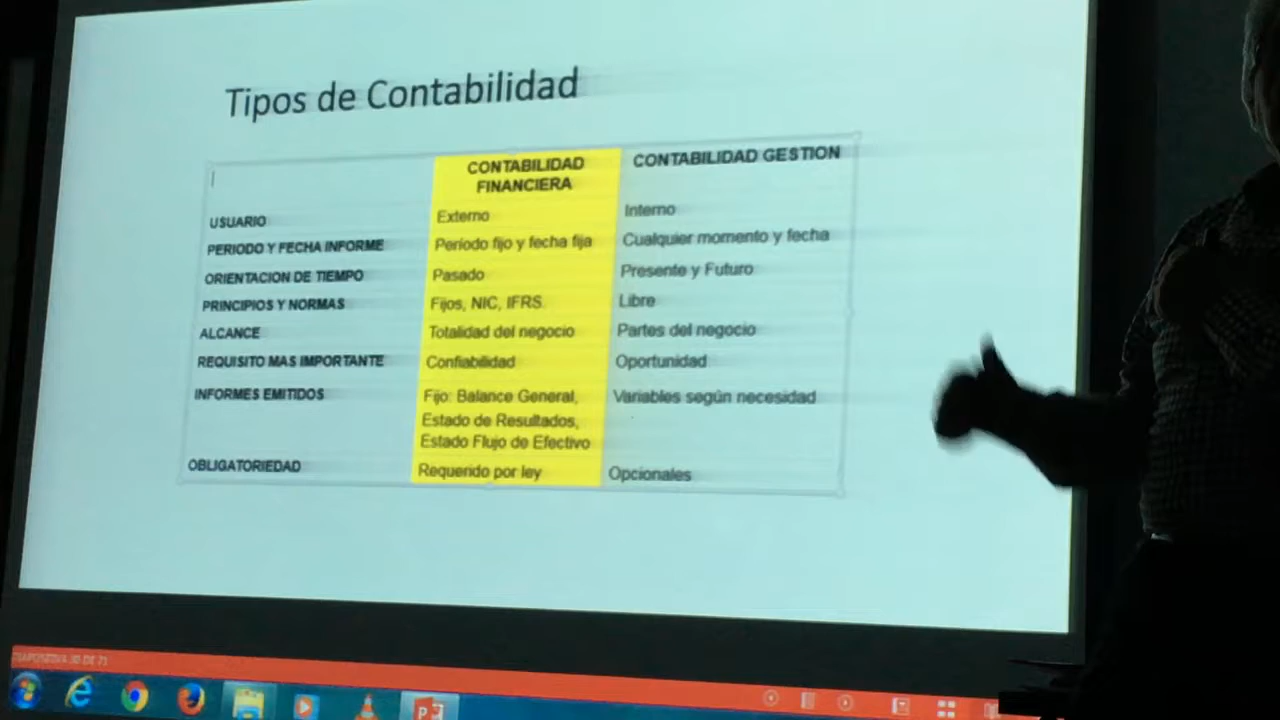 Tipos de Contabilidad
CONTABILIDAD FINANCIERA CONTABILIDAD GESTION
USUARIO Externo Interno
PERIODO Y FECHA INFORME Período fijo y fecha fija Cualquier momento y fecha
ORIENTACION DE TIEMPO Pasado Presente y Futuro
PRINCIPIOS Y NORMAS Fijos, NIC, IFRS. Libre
ALCANCE Totalidad del negocio Partes del negocio
REQUISITO MAS IMPORTANTE Confiabilidad Oportunidad
INFORMES EMITIDOS Fijo: Balance General, Variables según necesidad
Estado de Resultados,
Estado Flujo de Efectivo
OBLIGATORIEDAD Requerido por ley Opcionales